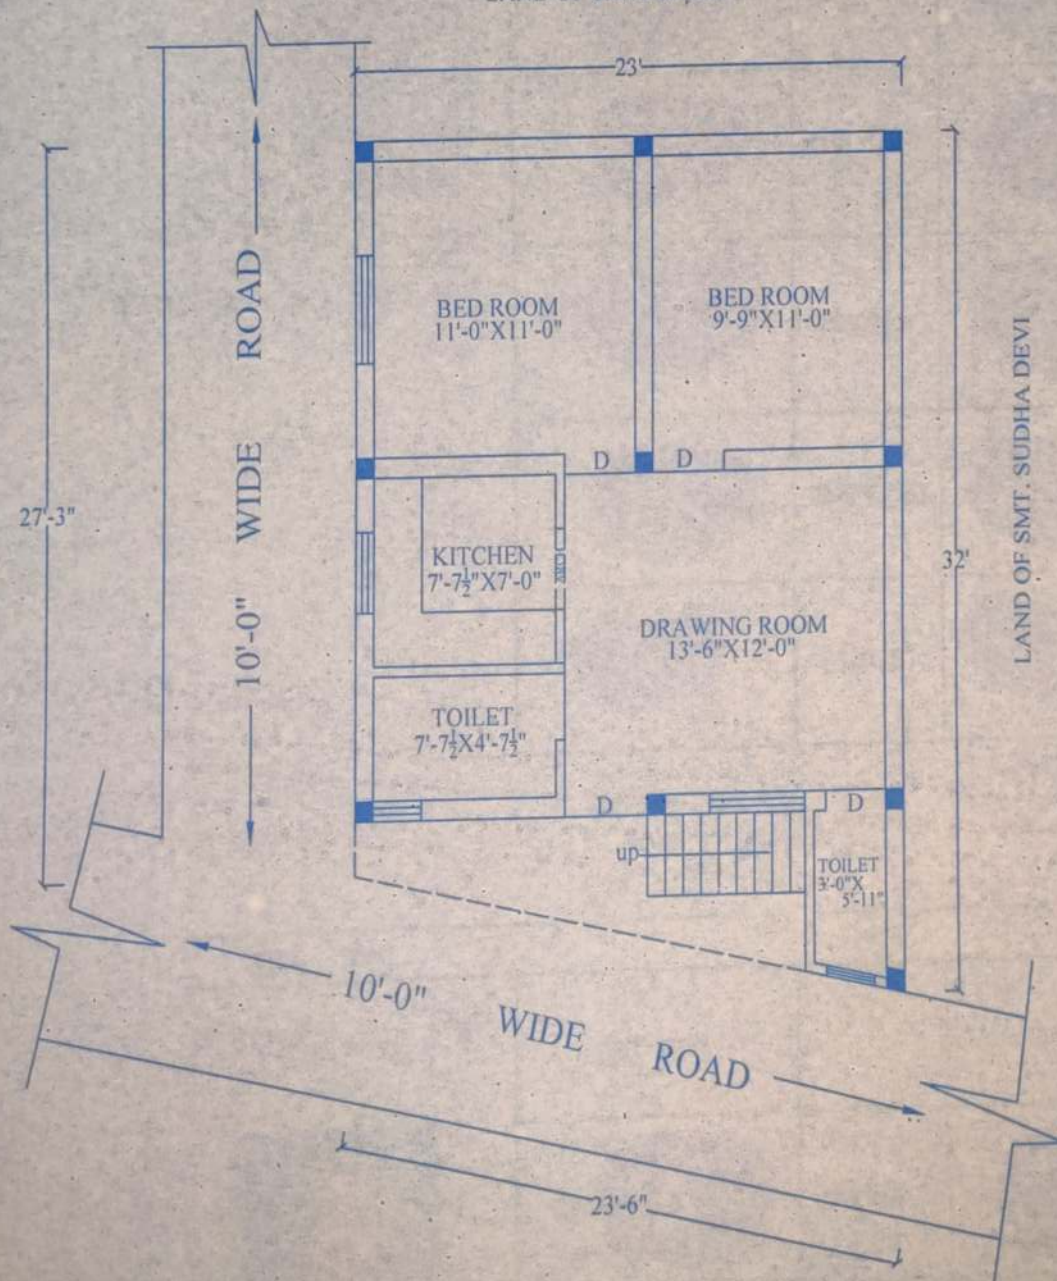 23'
BED ROOM
11'-0"X11'-0"
BED ROOM
9'-9"X11'-0"
10'-0" WIDE ROAD
27'-3"
D
D
KITCHEN
7'-7½"X7'-0"
DRAWING ROOM
13'-6"X12'-0"
32'
LAND OF SMT. SUDHA DEVI
TOILET
7'-7½X4'-7½"
D
D
up
TOILET
3'-0"X
5'-11"
10'-0" WIDE ROAD
23'-6"